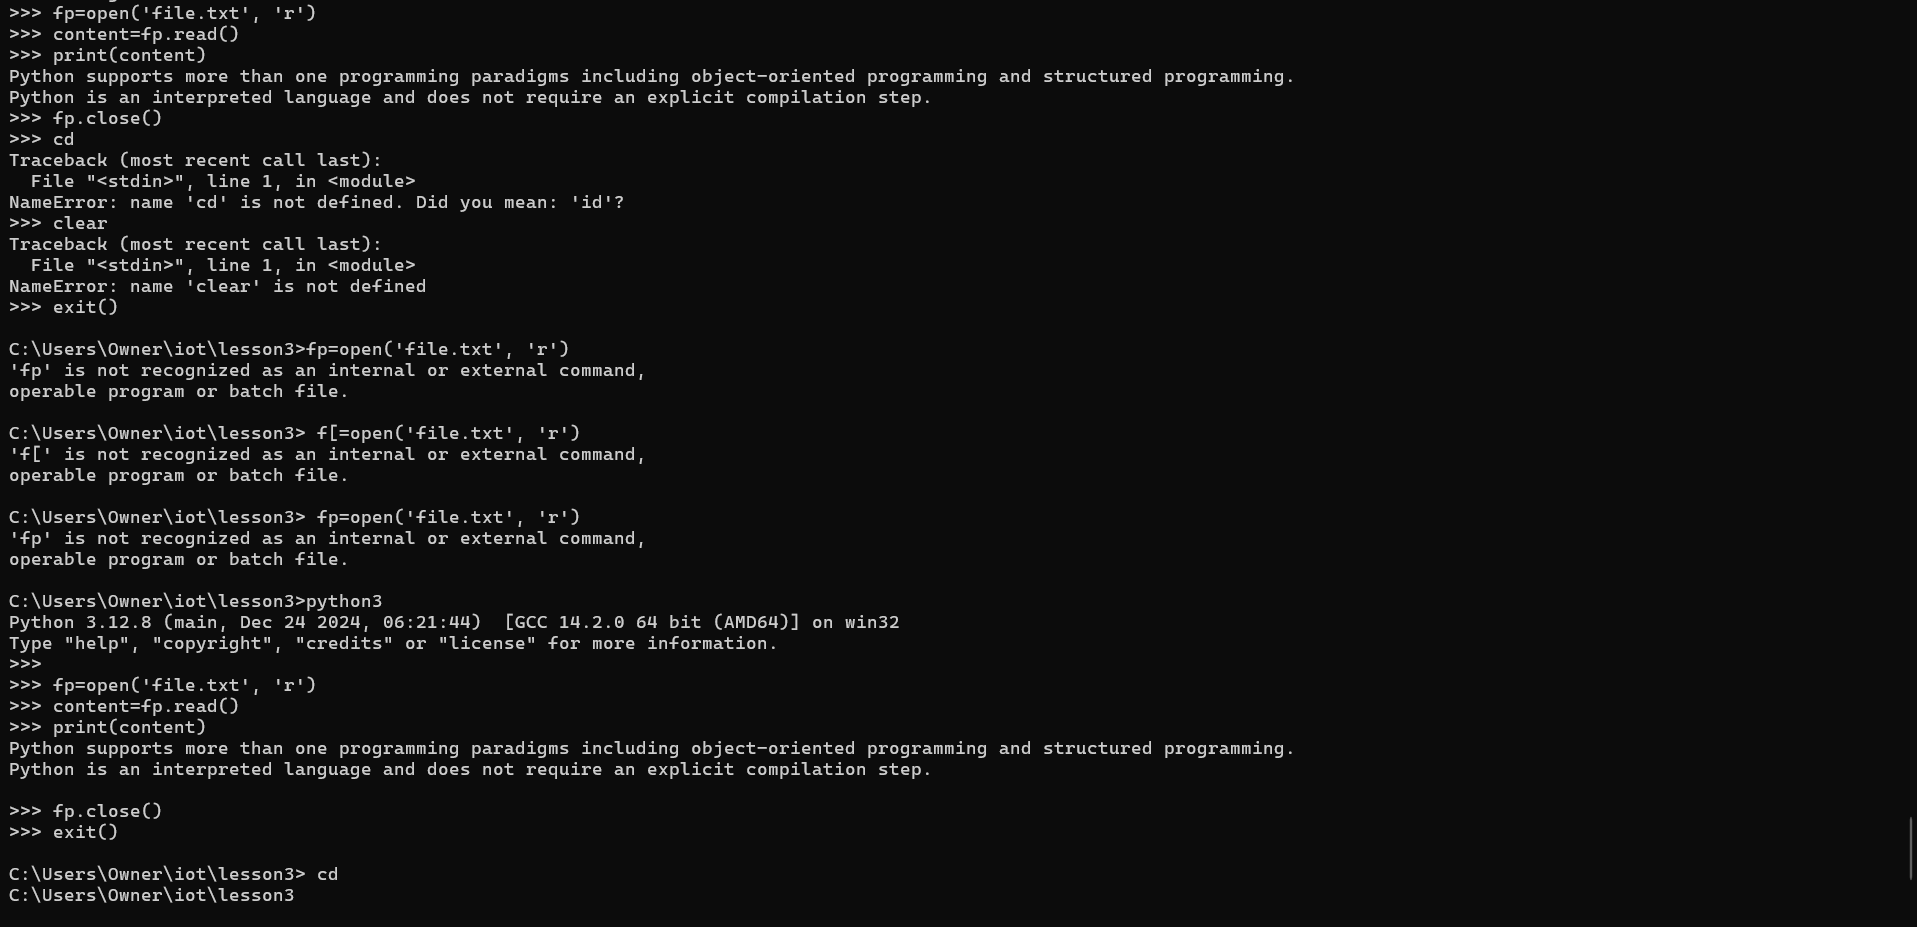 >>> fp=open('file.txt', 'r')
>>> content=fp.read()
>>> print(content)
Python supports more than one programming paradigms including object-oriented programming and structured programming.
Python is an interpreted language and does not require an explicit compilation step.
>>> fp.close()
>>> cd
Traceback (most recent call last):
  File "<stdin>", line 1, in <module>
NameError: name 'cd' is not defined. Did you mean: 'id'?
>>> clear
Traceback (most recent call last):
  File "<stdin>", line 1, in <module>
NameError: name 'clear' is not defined
>>> exit()

C:\Users\Owner\iot\lesson3>fp=open('file.txt', 'r')
'fp' is not recognized as an internal or external command,
operable program or batch file.

C:\Users\Owner\iot\lesson3> f[=open('file.txt', 'r')
'f[' is not recognized as an internal or external command,
operable program or batch file.

C:\Users\Owner\iot\lesson3> fp=open('file.txt', 'r')
'fp' is not recognized as an internal or external command,
operable program or batch file.

C:\Users\Owner\iot\lesson3>python3
Python 3.12.8 (main, Dec 24 2024, 06:21:44)  [GCC 14.2.0 64 bit (AMD64)] on win32
Type "help", "copyright", "credits" or "license" for more information.
>>>
>>> fp=open('file.txt', 'r')
>>> content=fp.read()
>>> print(content)
Python supports more than one programming paradigms including object-oriented programming and structured programming.
Python is an interpreted language and does not require an explicit compilation step.

>>> fp.close()
>>> exit()

C:\Users\Owner\iot\lesson3> cd
C:\Users\Owner\iot\lesson3